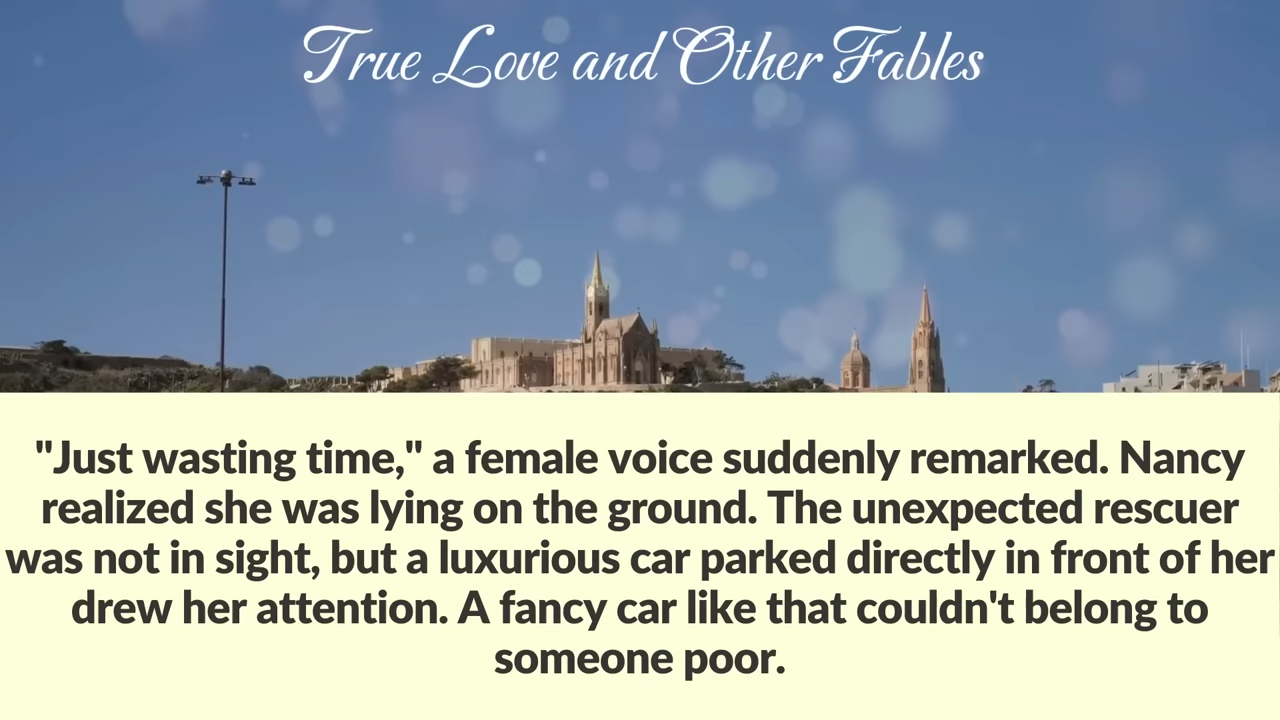 True Love and Other Fables
"Just wasting time," a female voice suddenly remarked. Nancy
realized she was lying on the ground. The unexpected rescuer
was not in sight, but a luxurious car parked directly in front of her
drew her attention. A fancy car like that couldn't belong to
someone poor.